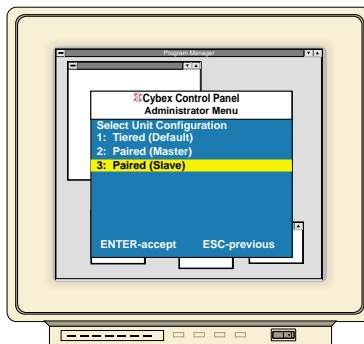 Program Manager
Cybex Control Panel
Administrator Menu
Select Unit Configuration
1: Tiered (Default)
2: Paired (Master)
3: Paired (Slave)
ENTER-accept ESC-previous